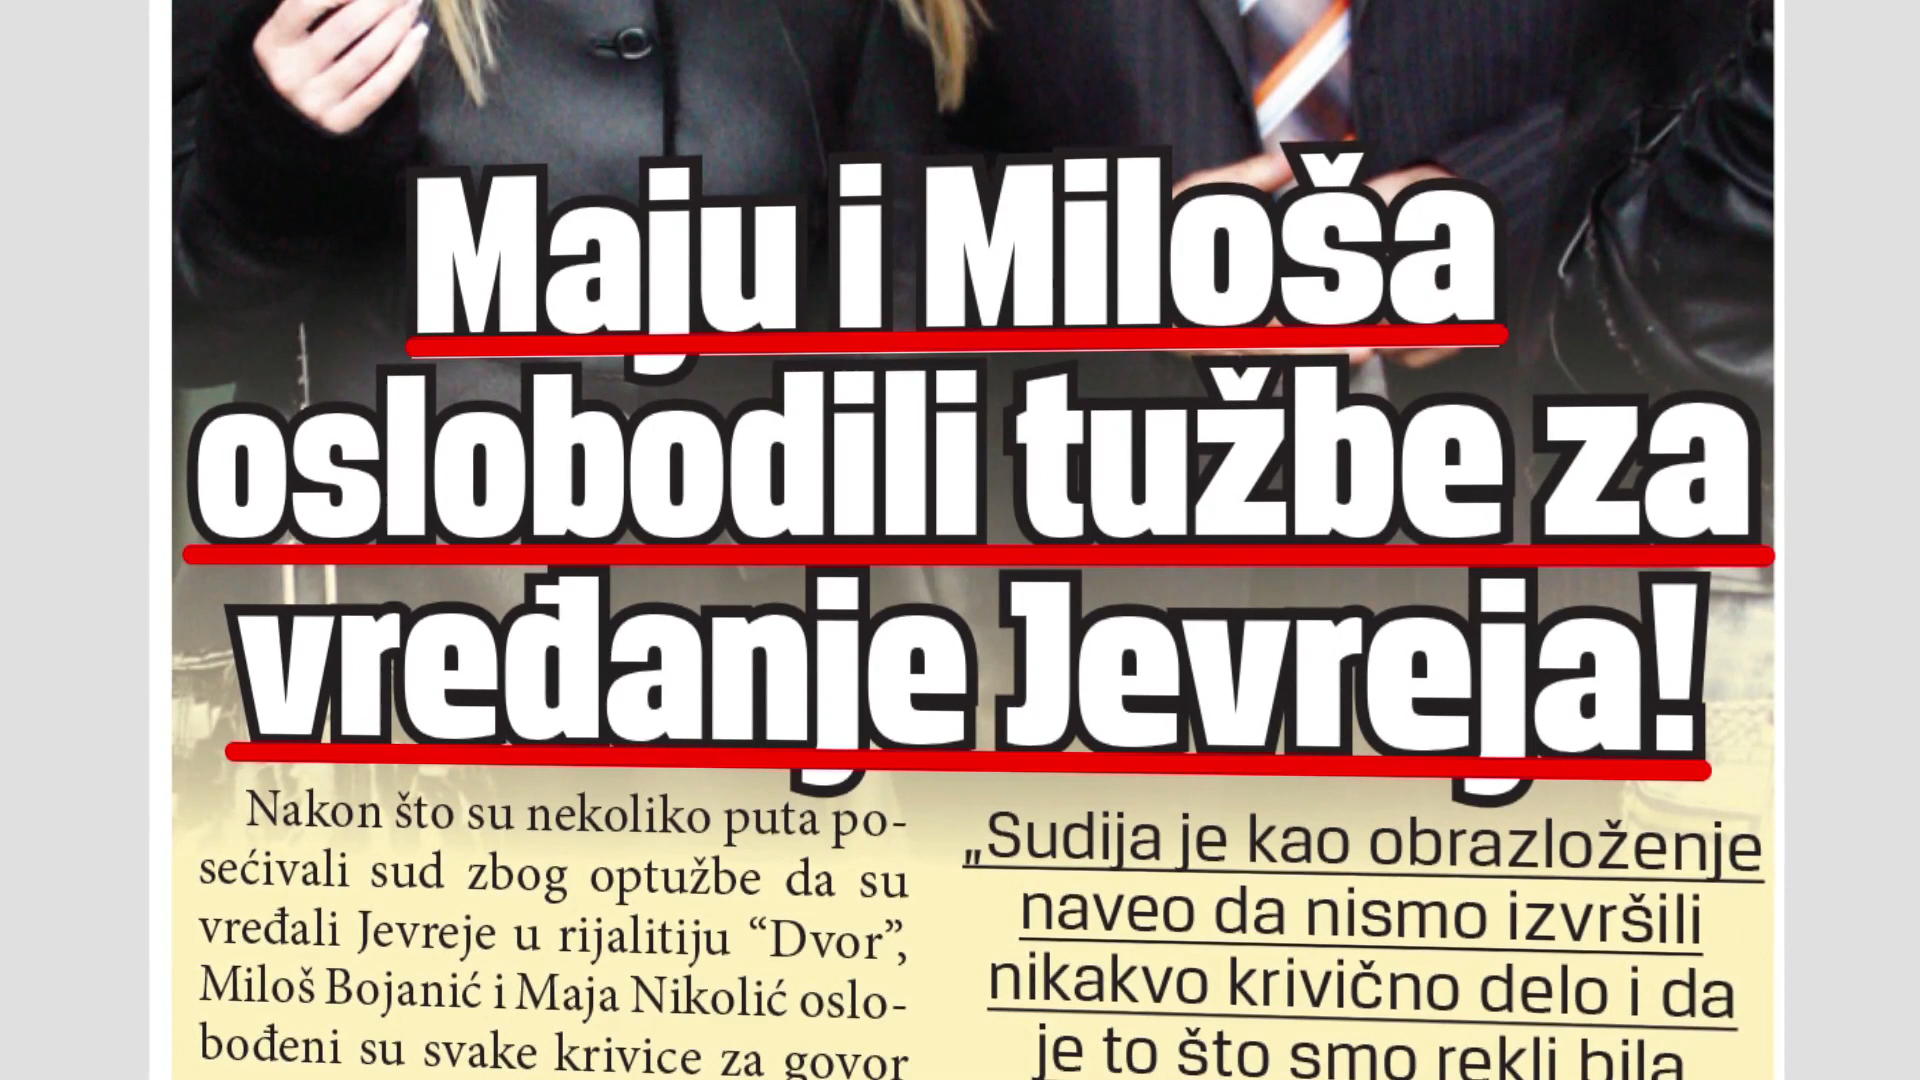 Maju i Miloša
oslobodili tužbe za
vređanje Jevreja!
Nakon što su nekoliko puta po-
sećivali sud zbog optužbe da su
vređali Jevreje u rijalitiju “Dvor”,
Miloš Bojanić i Maja Nikolić oslo-
bođeni su svake krivice za govor
„Sudija je kao obrazloženje
naveo da nismo izvršili
nikakvo krivično delo i da
je to što smo rekli bila